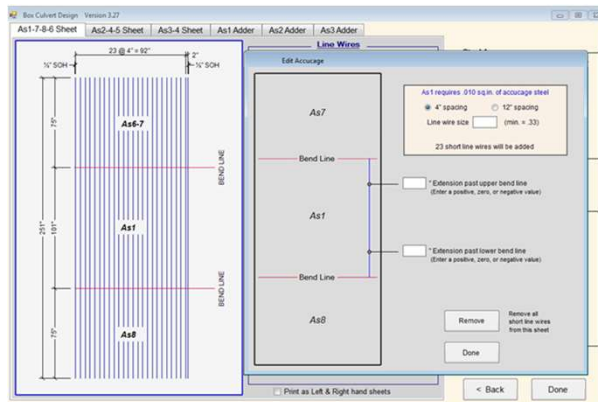 Box Culvert Design Version 3.27
As1-7-8-6 Sheet
As2-4-5 Sheet
As3-4 Sheet
As1 Adder
As2 Adder
As3 Adder
Line Wires
23 @ 4" = 92"
2"
½" SOH
½" SOH
75"
As6-7
BEND LINE
251"
101"
As1
BEND LINE
75"
As8
Edit Accucage
As7
Bend Line
As1
Bend Line
As8
As1 requires .010 sq.in. of accucage steel
4" spacing
12" spacing
Line wire size (min. = .33)
23 short line wires will be added
" Extension past upper bend line
(Enter a positive, zero, or negative value)
" Extension past lower bend line
(Enter a positive, zero, or negative value)
Remove
Remove all
short line wires
from this sheet
Done
Print as Left & Right hand sheets
< Back
Done